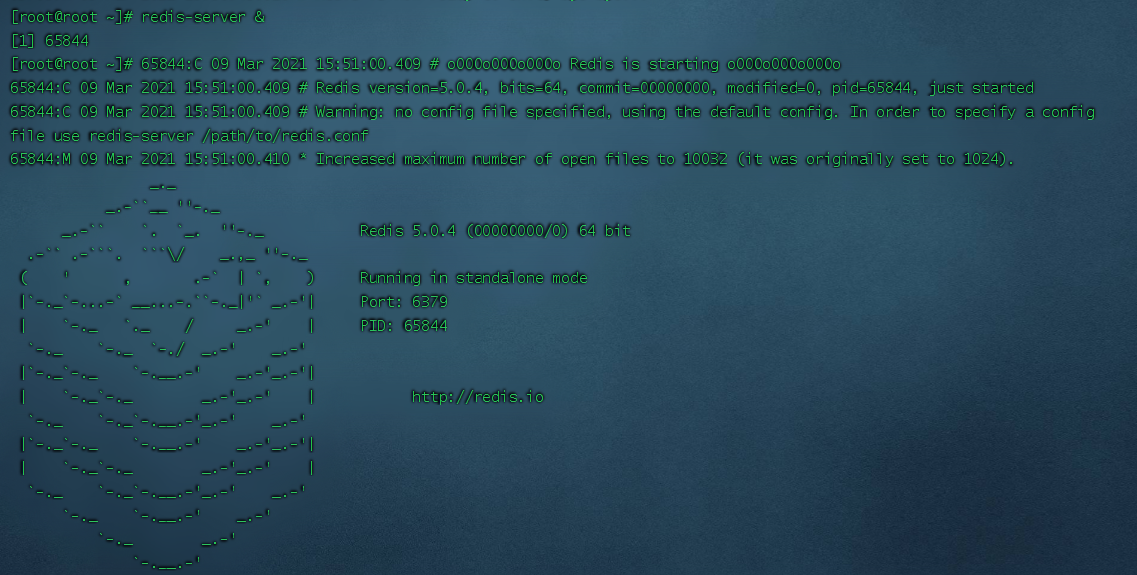 [root@root ~]# redis-server &
[1] 65844
[root@root ~]# 65844:C 09 Mar 2021 15:51:00.409 # oO0OoO0OoO0Oo Redis is starting oO0OoO0OoO0Oo
65844:C 09 Mar 2021 15:51:00.409 # Redis version=5.0.4, bits=64, commit=00000000, modified=0, pid=65844, just started
65844:C 09 Mar 2021 15:51:00.409 # Warning: no config file specified, using the default config. In order to specify a config
file use redis-server /path/to/redis.conf
65844:M 09 Mar 2021 15:51:00.410 * Increased maximum number of open files to 10032 (it was originally set to 1024).
Redis 5.0.4 (00000000/0) 64 bit
Running in standalone mode
Port: 6379
PID: 65844
http://redis.io